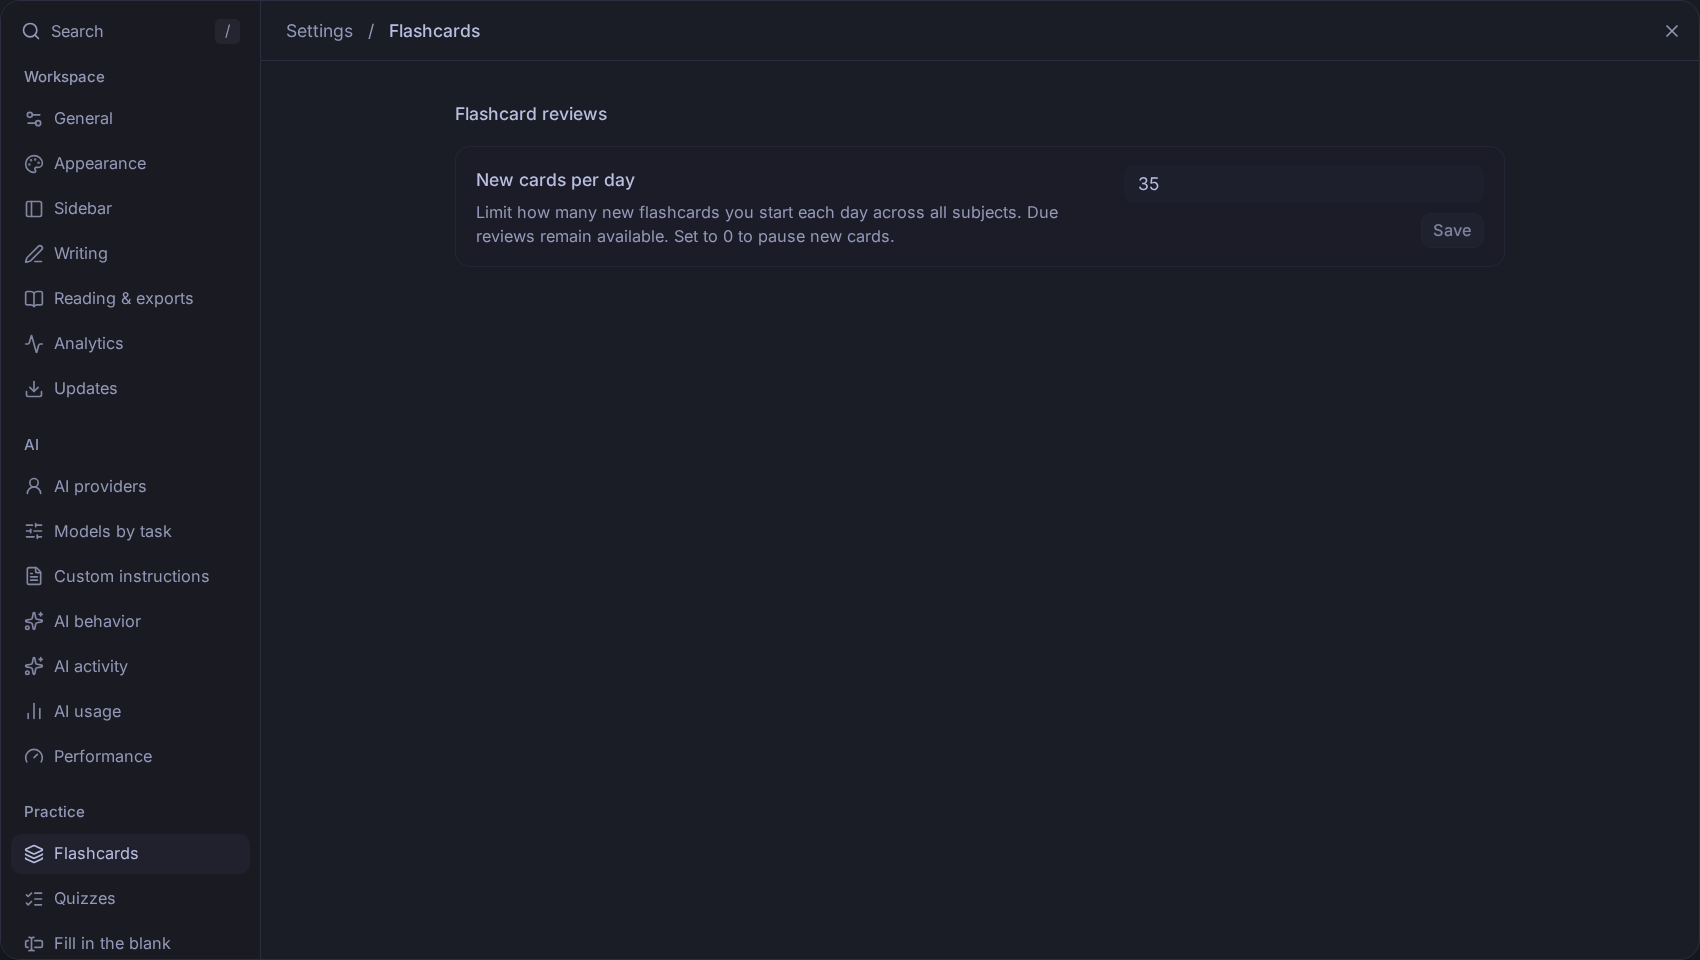 Search /
Workspace
General
Appearance
Sidebar
Writing
Reading & exports
Analytics
Updates
AI
AI providers
Models by task
Custom instructions
AI behavior
AI activity
AI usage
Performance
Practice
Flashcards
Quizzes
Fill in the blank
Settings / Flashcards
Flashcard reviews
New cards per day
Limit how many new flashcards you start each day across all subjects. Due
reviews remain available. Set to 0 to pause new cards.
35
Save